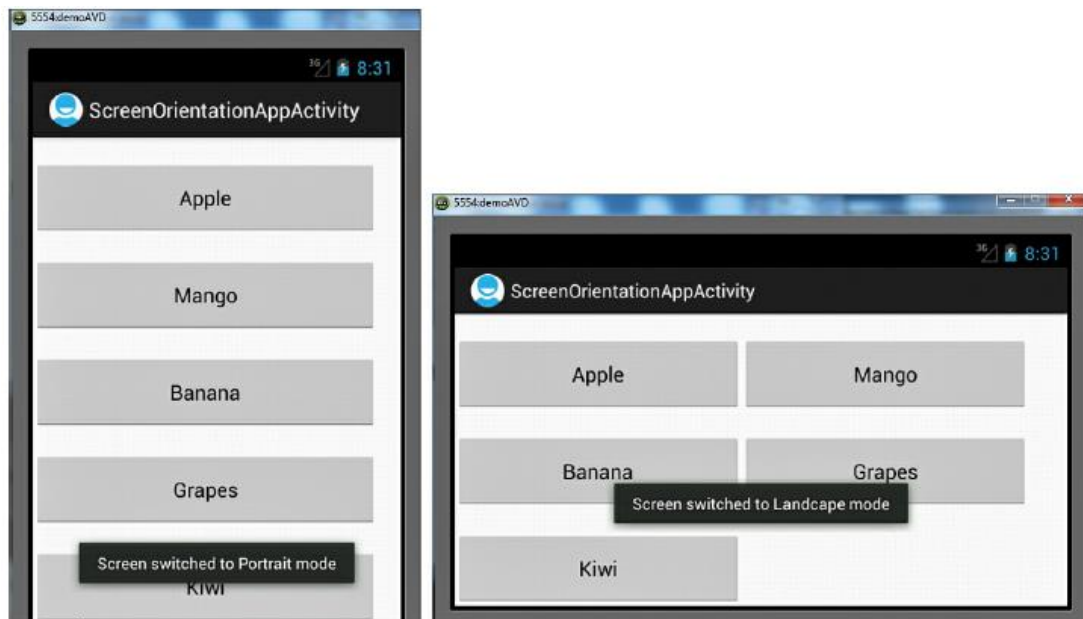 5554:demoAVD
3G 8:31
ScreenOrientationAppActivity
Apple
Mango
Banana
Grapes
Screen switched to Portrait mode
Kiwi
5554:demoAVD
3G 8:31
ScreenOrientationAppActivity
Apple Mango
Banana Grapes
Screen switched to Landcape mode
Kiwi